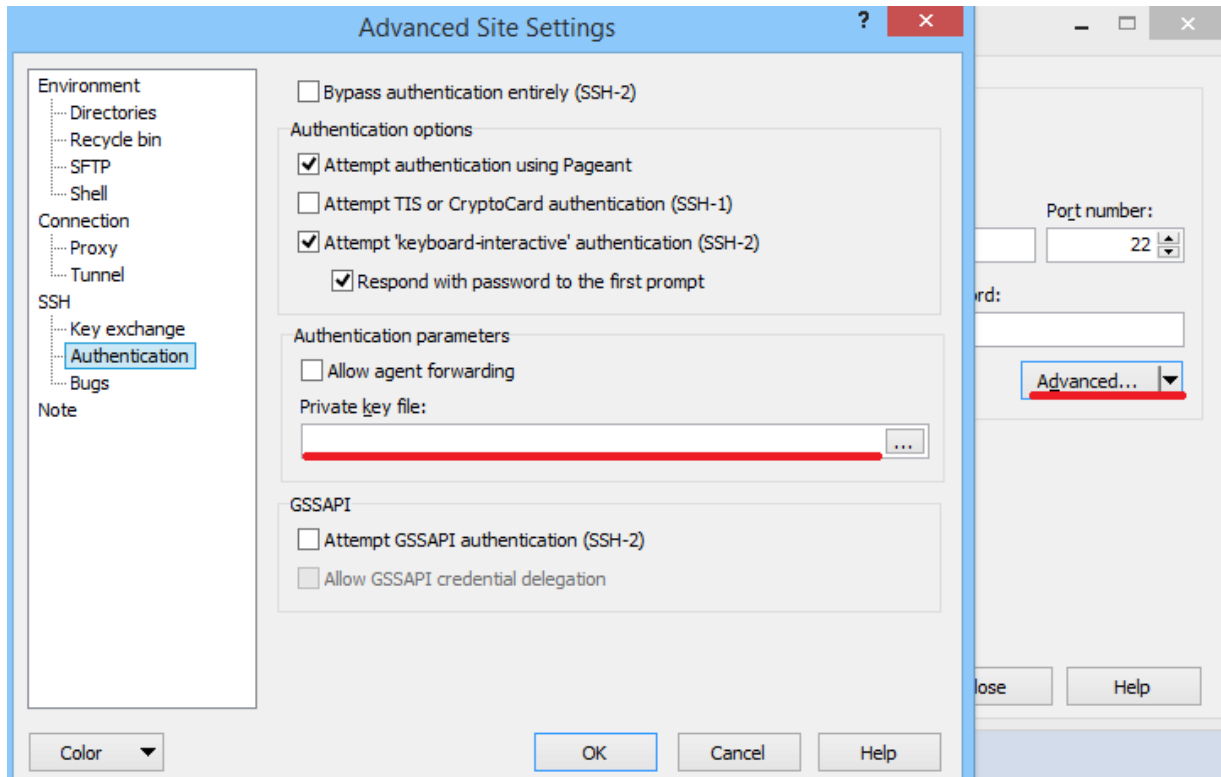 Advanced Site Settings
?
Environment
Directories
Recycle bin
SFTP
Shell
Connection
Proxy
Tunnel
SSH
Key exchange
Authentication
Bugs
Note
Bypass authentication entirely (SSH-2)
Authentication options
Attempt authentication using Pageant
Attempt TIS or CryptoCard authentication (SSH-1)
Attempt 'keyboard-interactive' authentication (SSH-2)
Respond with password to the first prompt
Authentication parameters
Allow agent forwarding
Private key file:
...
GSSAPI
Attempt GSSAPI authentication (SSH-2)
Allow GSSAPI credential delegation
Color
OK
Cancel
Help
Port number:
22
rd:
Advanced...
lose
Help